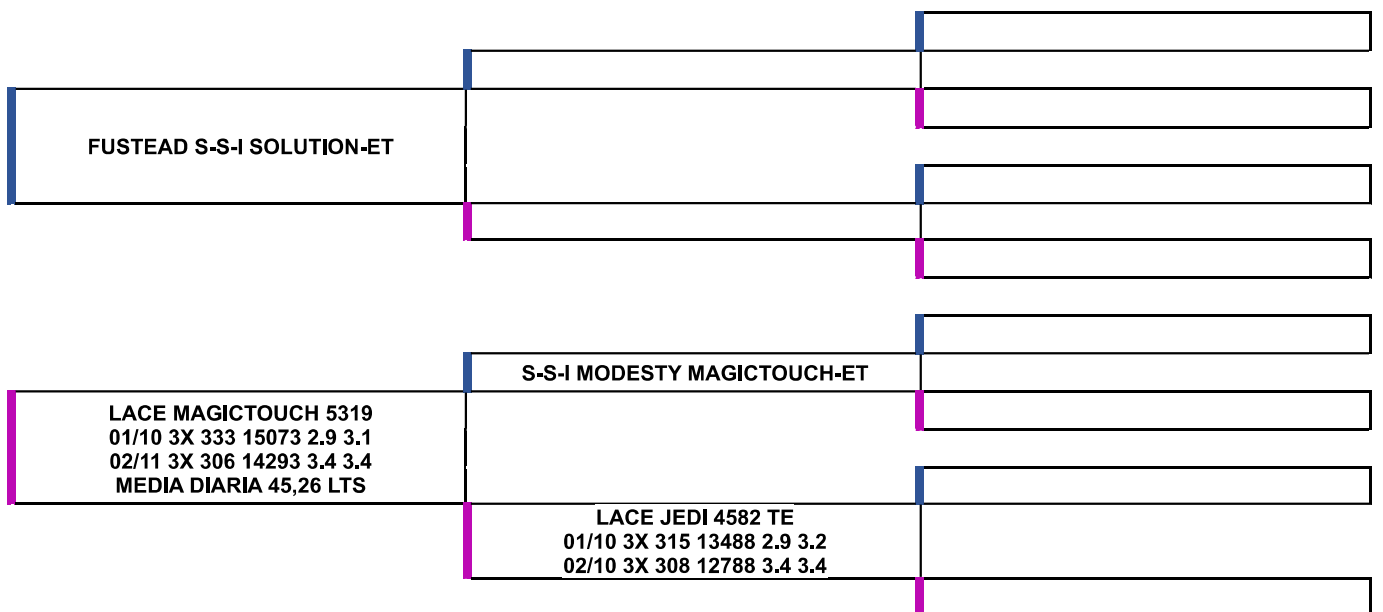 FUSTEAD S-S-I SOLUTION-ET
S-S-I MODESTY MAGICTOUCH-ET
LACE MAGICTOUCH 5319
01/10 3X 333 15073 2.9 3.1
02/11 3X 306 14293 3.4 3.4
MEDIA DIARIA 45,26 LTS
LACE JEDI 4582 TE
01/10 3X 315 13488 2.9 3.2
02/10 3X 308 12788 3.4 3.4